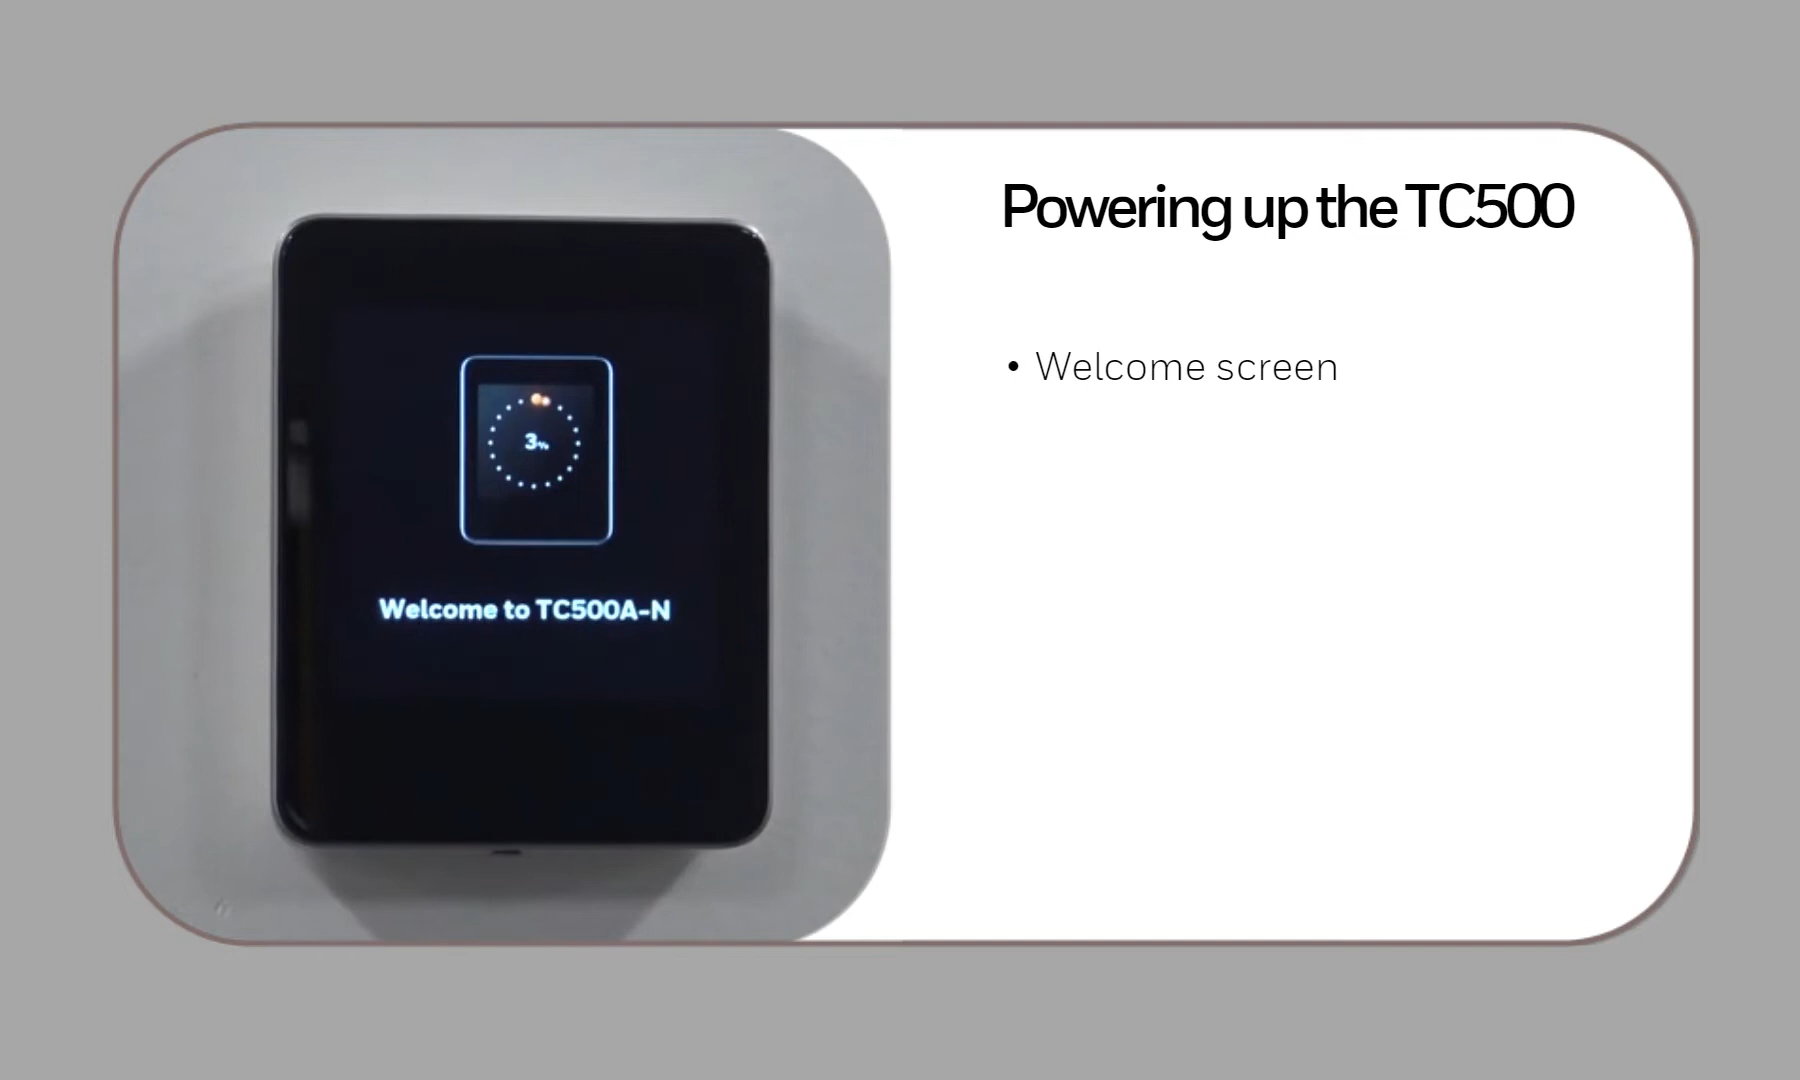 Powering up the TC500
• Welcome screen
3%
Welcome to TC500A-N